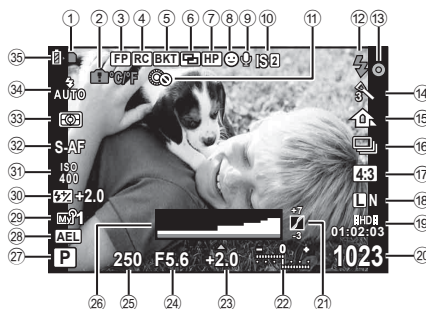 ① ② ③ ④ ⑤ ⑥ ⑦ ⑧ ⑨ ⑩ ⑪ ⑫ ⑬
㉟ FP RC BKT HP IS 2
°C/°F
㉞ AUTO ⑭
㉝ ⑮
㉜ S-AF ⑯
㉛ ISO 400 4:3 ⑰
㉚ +2.0 L N ⑱
㉙ My 1 +7 HD ⑲
㉘ AEL -3 01:02:03
㉗ P 250 F5.6 +2.0 - 0 + 1023 ⑳
㉖ ㉕ ㉔ ㉓ ㉒ ㉑